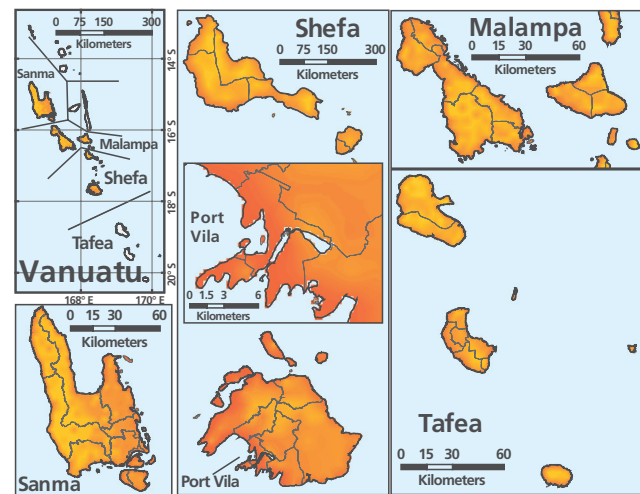 0 75 150 300
Kilometers
14°S
Sanma
16°S
Malampa
Shefa
18°S
Tafea
Vanuatu
20°S
168° E 170° E
Shefa
0 75 150 300
Kilometers
Malampa
0 15 30 60
Kilometers
Port
Vila
0 1.5 3 6
Kilometers
0 15 30 60
Kilometers
Sanma
Port Vila
Tafea
0 15 30 60
Kilometers